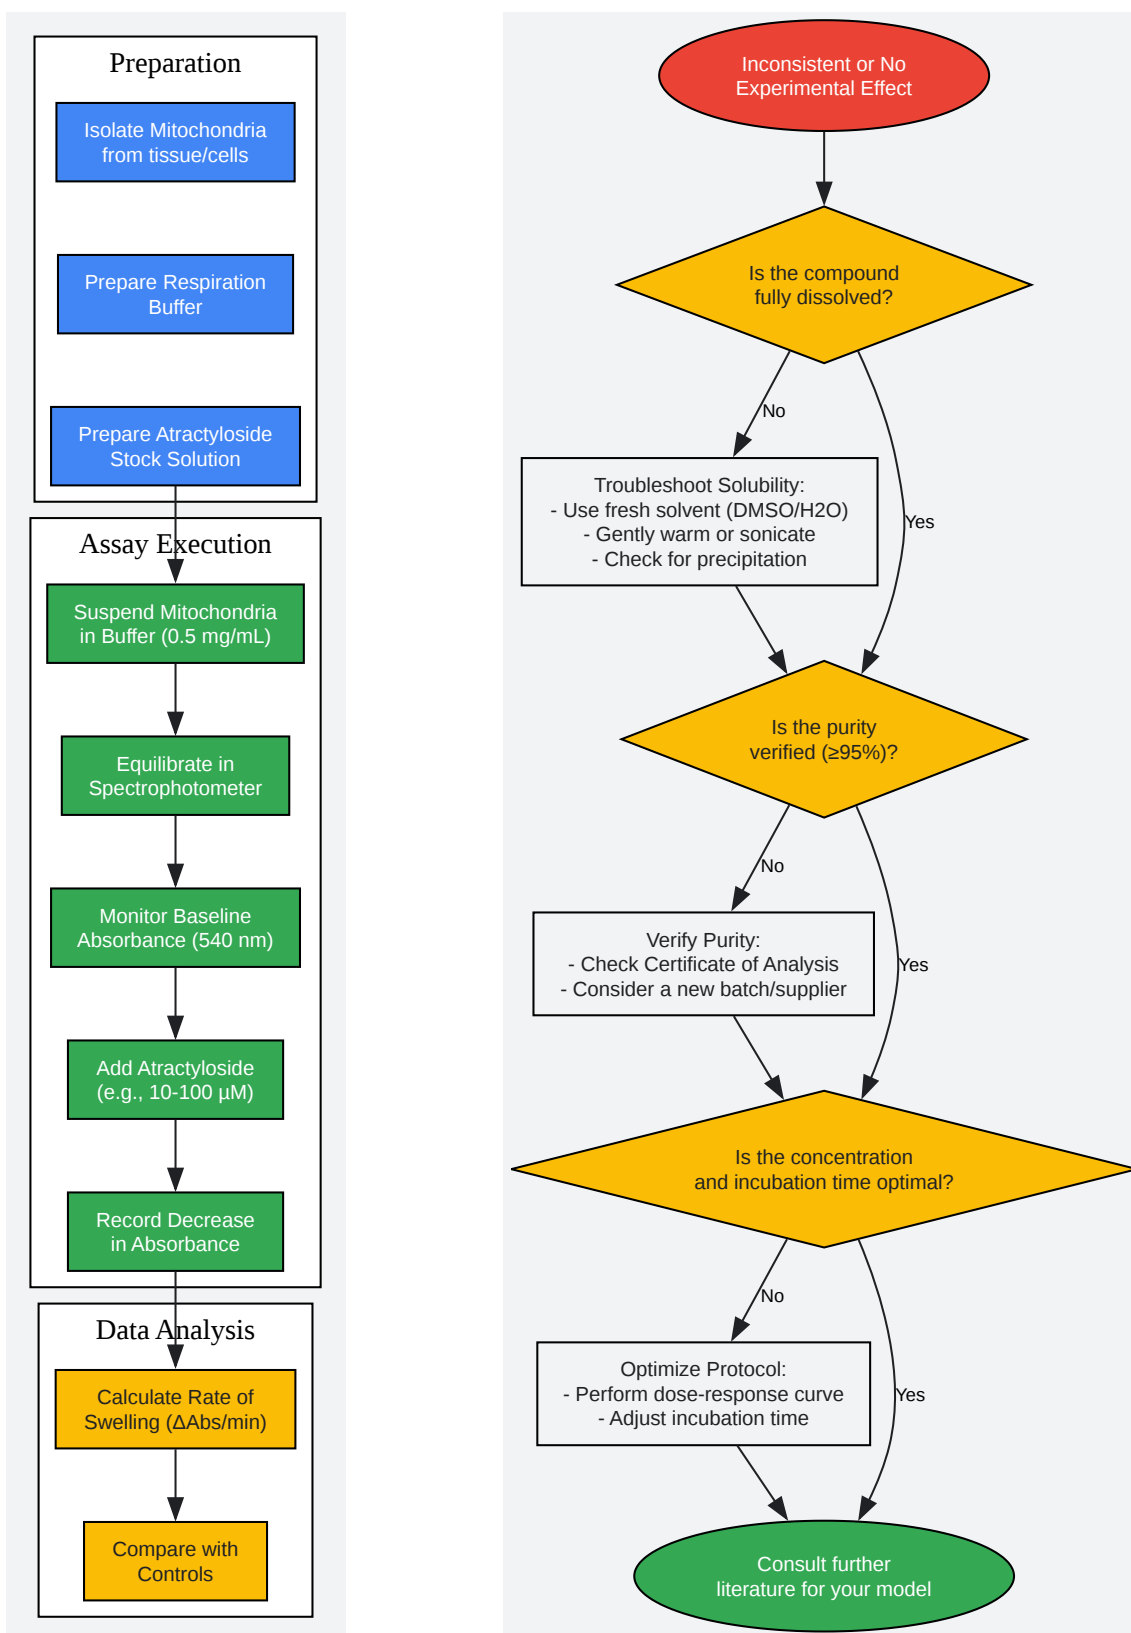 Preparation
Isolate Mitochondria
from tissue/cells
Prepare Respiration
Buffer
Prepare Atractyloside
Stock Solution
Assay Execution
Suspend Mitochondria
in Buffer (0.5 mg/mL)
Equilibrate in
Spectrophotometer
Monitor Baseline
Absorbance (540 nm)
Add Atractyloside
(e.g., 10-100 µM)
Record Decrease
in Absorbance
Data Analysis
Calculate Rate of
Swelling (ΔAbs/min)
Compare with
Controls
Inconsistent or No
Experimental Effect
Is the compound
fully dissolved?
No
Yes
Troubleshoot Solubility:
- Use fresh solvent (DMSO/H2O)
- Gently warm or sonicate
- Check for precipitation
Is the purity
verified (≥95%)?
No
Yes
Verify Purity:
- Check Certificate of Analysis
- Consider a new batch/supplier
Is the concentration
and incubation time optimal?
No
Yes
Optimize Protocol:
- Perform dose-response curve
- Adjust incubation time
Consult further
literature for your model